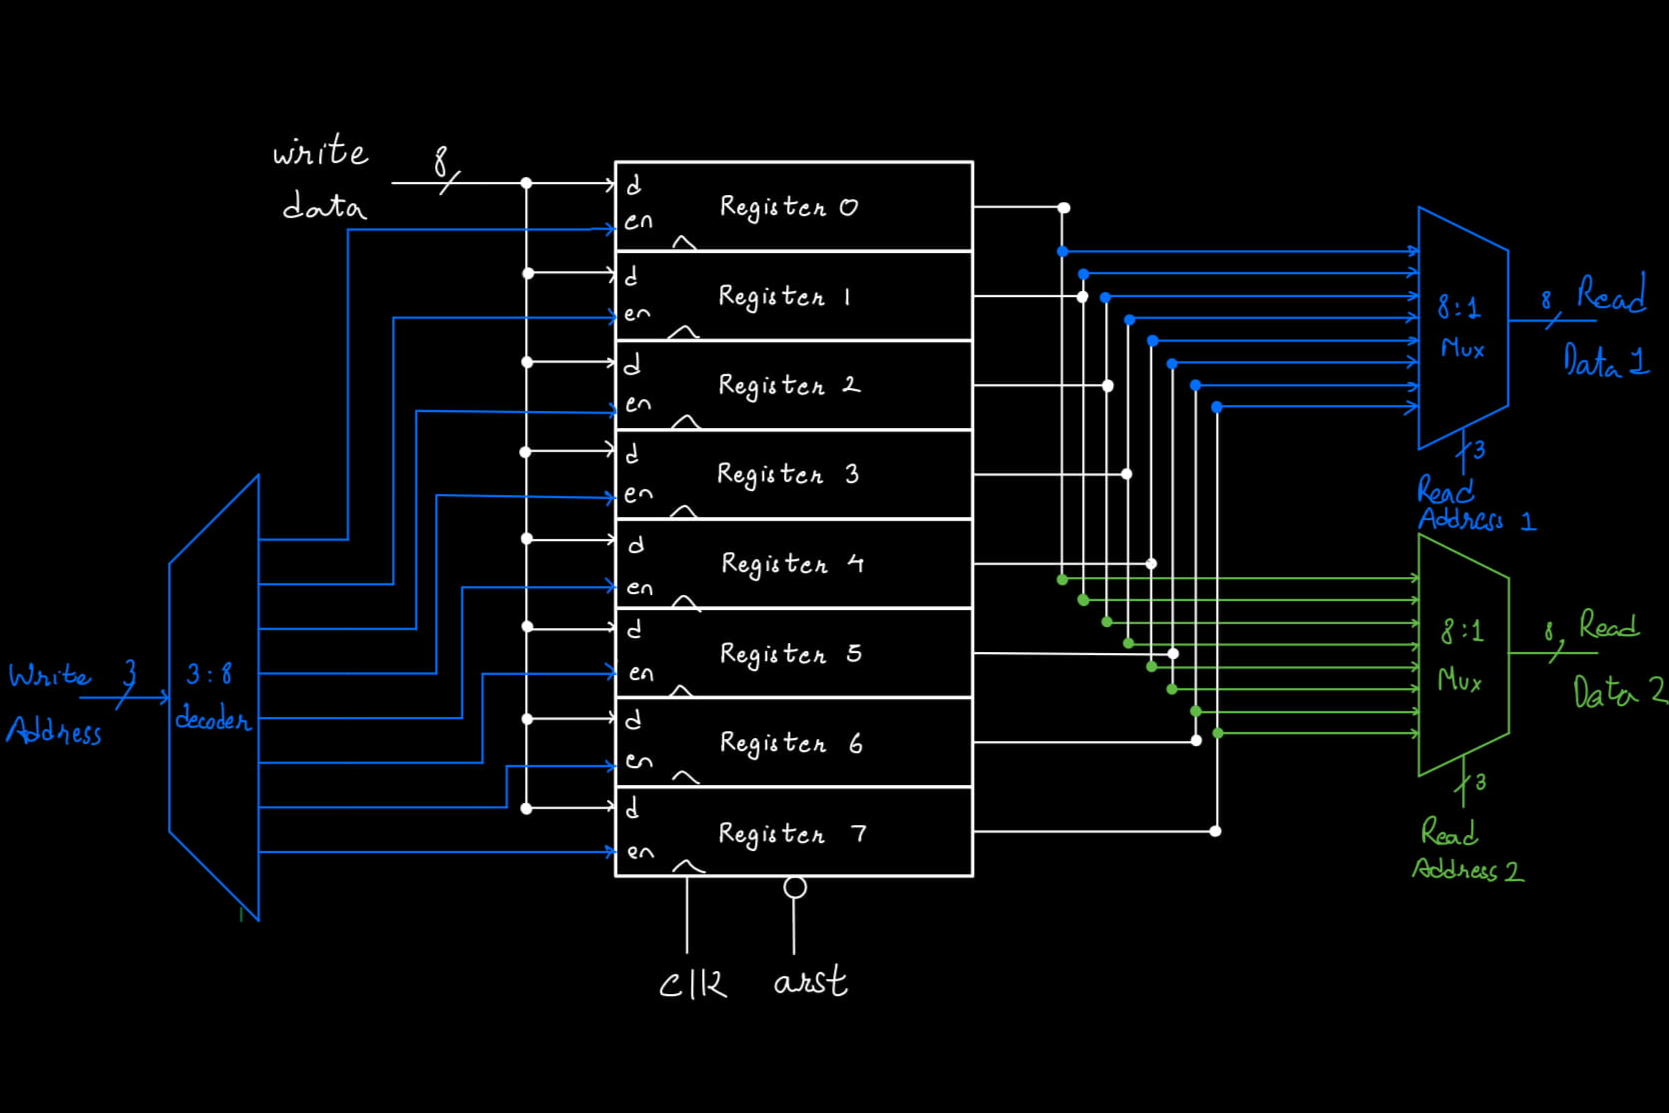 write
data
8
d
en
Register 0
d
en
Register 1
d
en
Register 2
d
en
Register 3
d
en
Register 4
d
en
Register 5
d
en
Register 6
d
en
Register 7
clk
arst
Write
Address
3
3:8
decoder
8:1
Mux
8
Read
Data 1
3
Read
Address 1
8:1
Mux
8
Read
Data 2
3
Read
Address 2